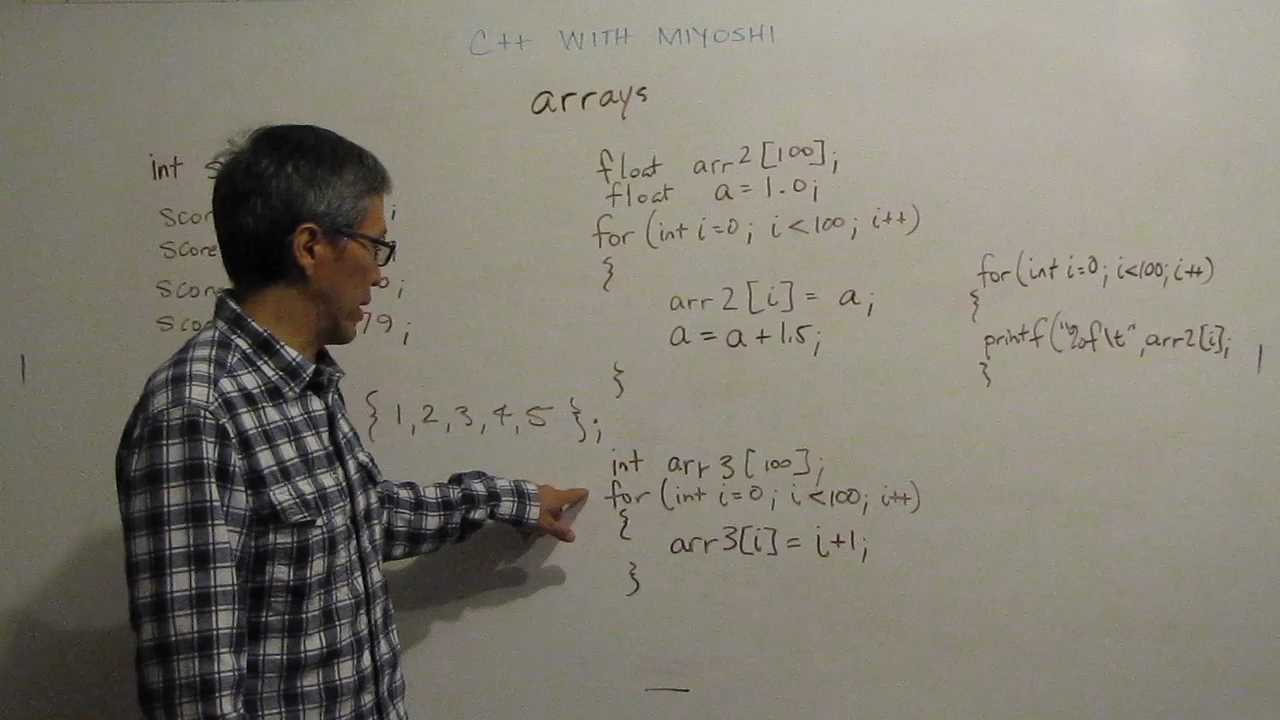 C++ WITH MIYOSHI
arrays
int
;
;
;
79;
{ 1, 2, 3, 4, 5 };
float arr2[100];
float a = 1.0;
for (int i=0; i<100; i++)
{
arr2[i] = a;
a = a + 1.5;
}
int arr3[100];
for (int i=0; i<100; i++)
{
arr3[i] = i+1;
}
for (int i=0; i<100; i++)
{
printf("%f\t", arr2[i];
}